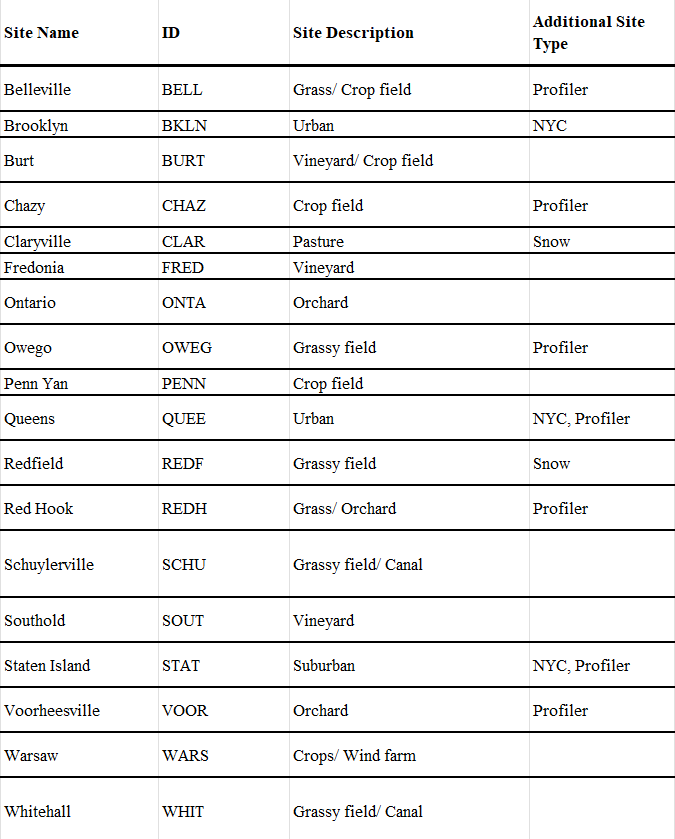 Site Name ID Site Description Additional Site
Type
Belleville BELL Grass/ Crop field Profiler
Brooklyn BKLN Urban NYC
Burt BURT Vineyard/ Crop field
Chazy CHAZ Crop field Profiler
Claryville CLAR Pasture Snow
Fredonia FRED Vineyard
Ontario ONTA Orchard
Owego OWEG Grassy field Profiler
Penn Yan PENN Crop field
Queens QUEE Urban NYC, Profiler
Redfield REDF Grassy field Snow
Red Hook REDH Grass/ Orchard Profiler
Schuylerville SCHU Grassy field/ Canal
Southold SOUT Vineyard
Staten Island STAT Suburban NYC, Profiler
Voorheesville VOOR Orchard Profiler
Warsaw WARS Crops/ Wind farm
Whitehall WHIT Grassy field/ Canal